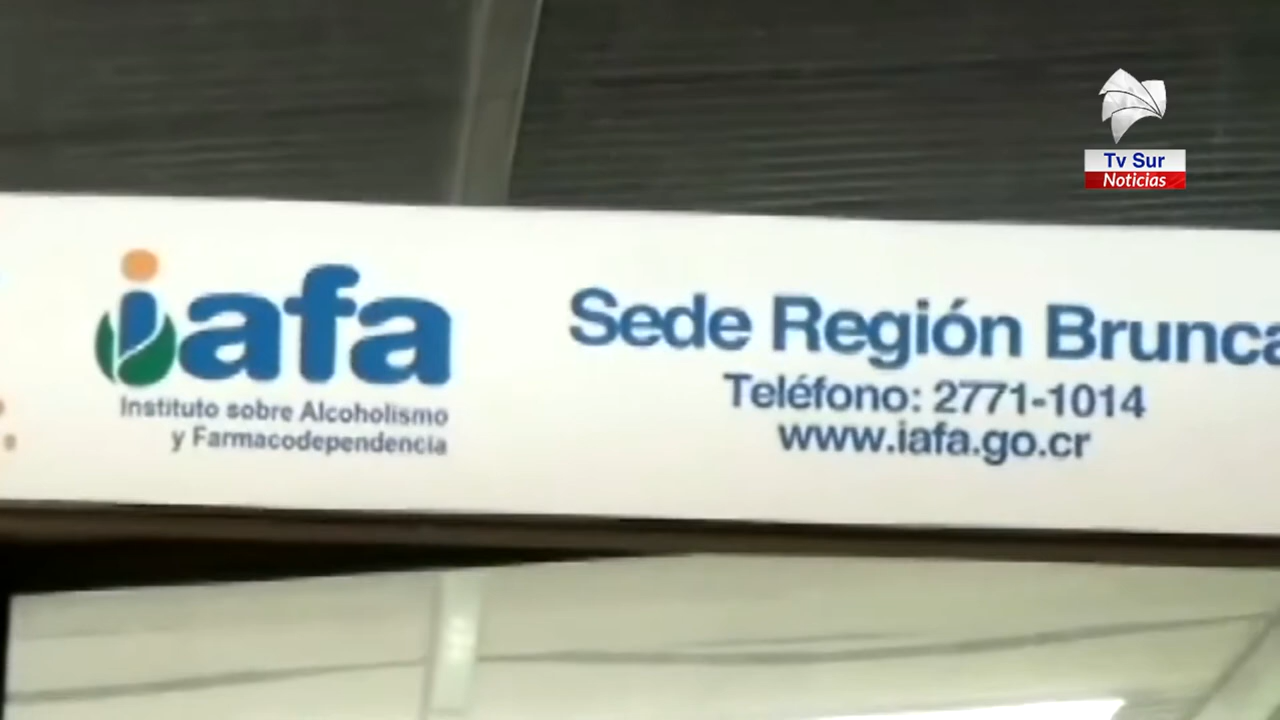 Tv Sur
Noticias
iafa
Instituto sobre Alcoholismo
y Farmacodependencia
Sede Región Brunca
Teléfono: 2771-1014
www.iafa.go.cr